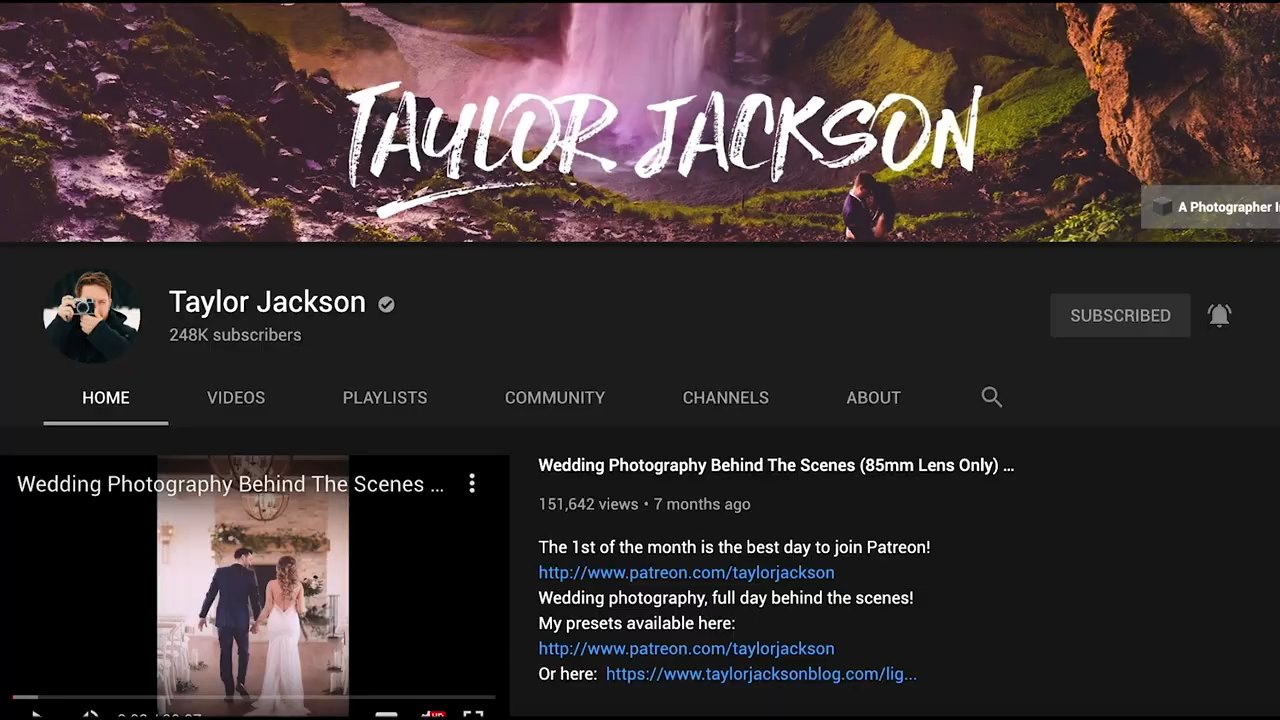 TAYLOR JACKSON
A Photographer
Taylor Jackson
248K subscribers
SUBSCRIBED
HOME VIDEOS PLAYLISTS COMMUNITY CHANNELS ABOUT
Wedding Photography Behind The Scenes ...
Wedding Photography Behind The Scenes (85mm Lens Only) ...
151,642 views • 7 months ago
The 1st of the month is the best day to join Patreon!
http://www.patreon.com/taylorjackson
Wedding photography, full day behind the scenes!
My presets available here:
http://www.patreon.com/taylorjackson
Or here: https://www.taylorjacksonblog.com/lig...
HD